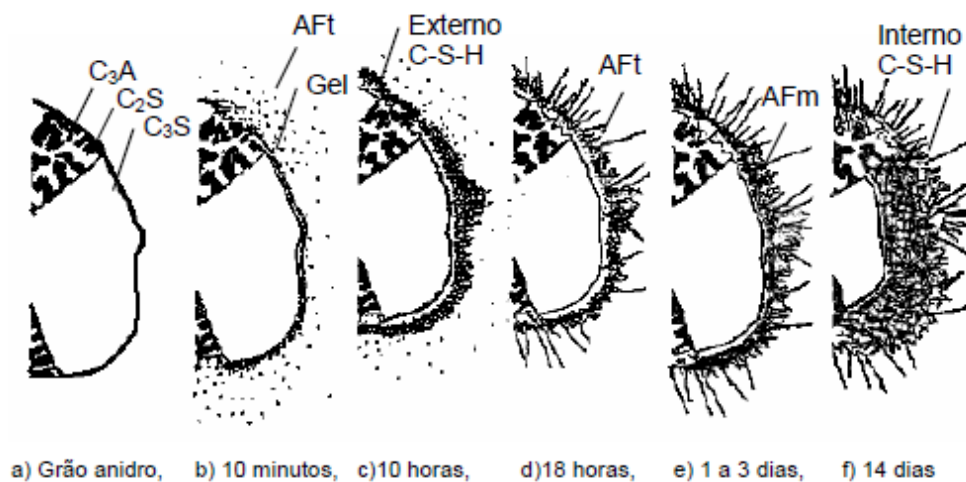 C₃A
C₂S
C₃S
AFt
Gel
Externo
C-S-H
AFt
AFm
Interno
C-S-H
a) Grão anidro, b) 10 minutos, c)10 horas, d)18 horas, e) 1 a 3 dias, f) 14 dias